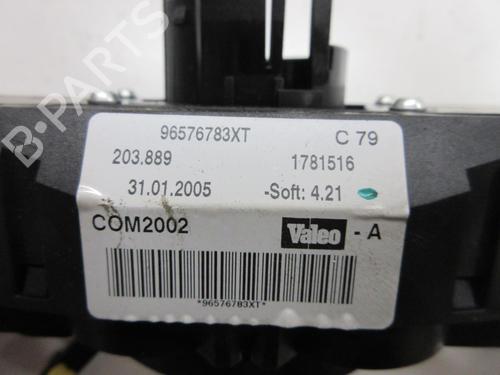 96576783XT C 79
203.889 1781516
31.01.2005 -Soft: 4.21
COM2002 Valeo - A
*96576783XT*
B-PARTS